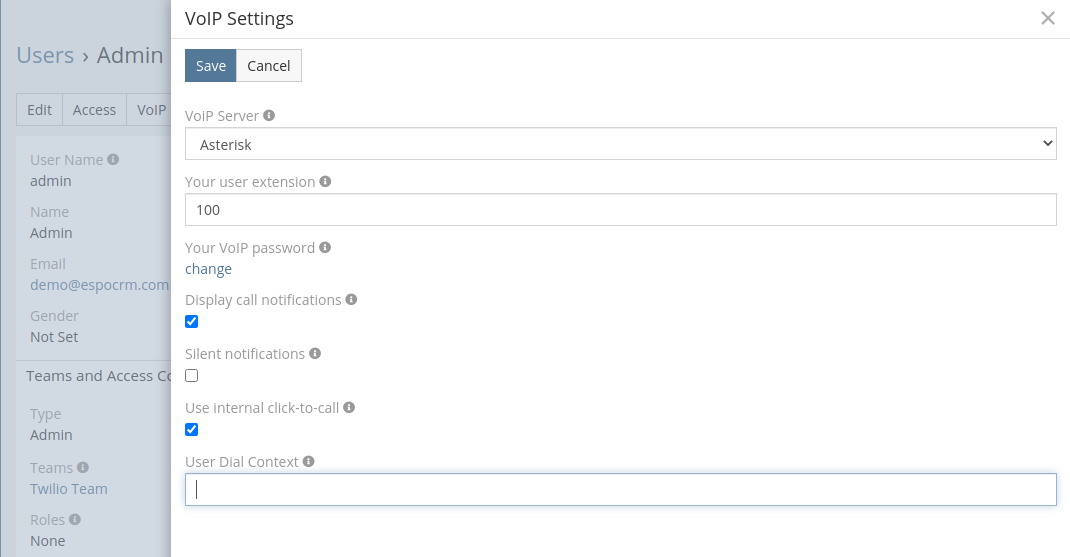 VoIP Settings
Users › Admin
Save Cancel
Edit Access VoIP
VoiP Server
Asterisk
Your user extension
100
Your VoIP password
change
Display call notifications
Silent notifications
Use internal click-to-call
User Dial Context
User Name
admin
Name
Admin
Email
demo@espocrm.com
Gender
Not Set
Teams and Access Co
Type
Admin
Teams
Twilio Team
Roles
None